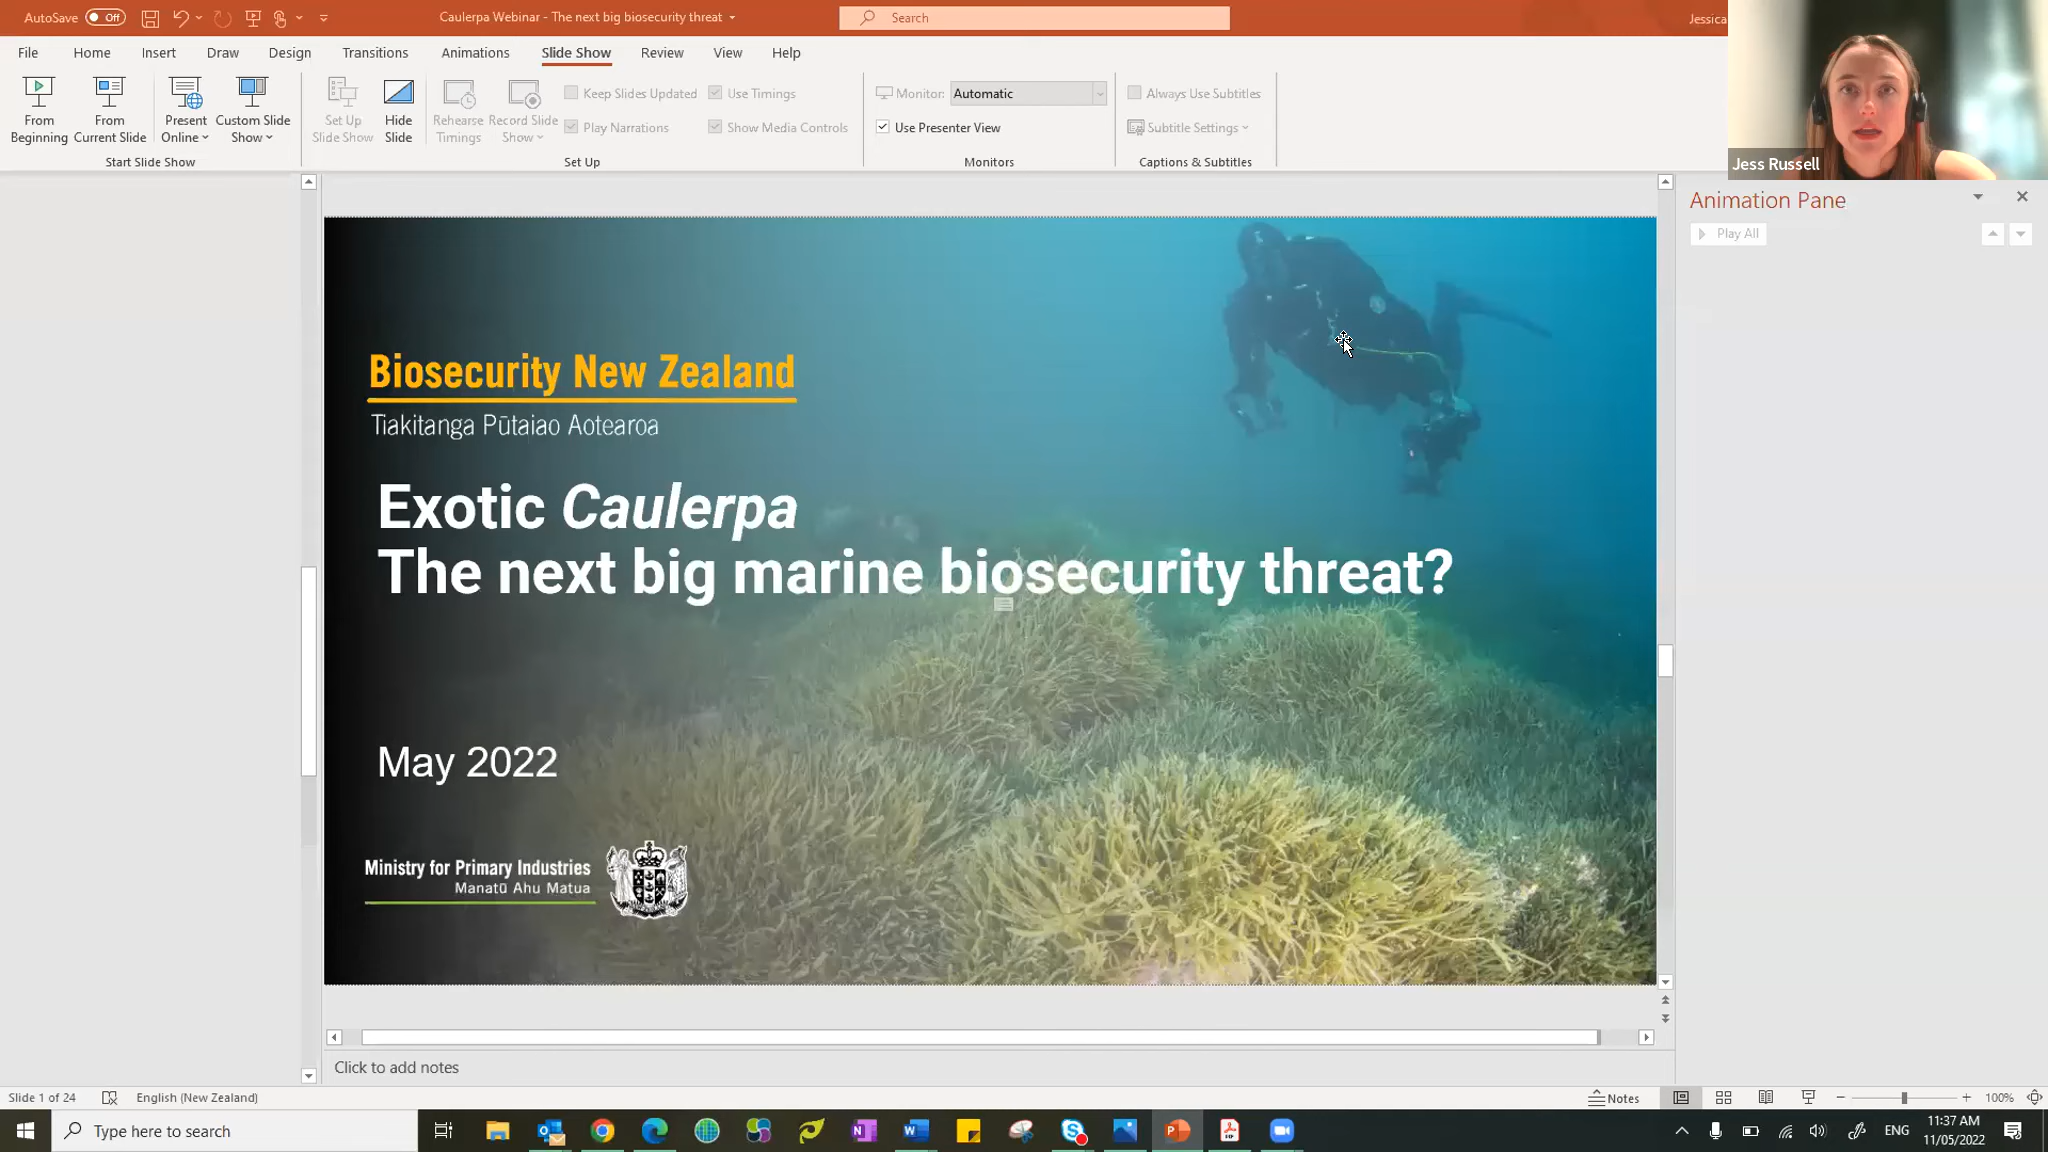 AutoSave Off
Caulerpa Webinar - The next big biosecurity threat
Search
Jessica
File Home Insert Draw Design Transitions Animations Slide Show Review View Help
From Beginning
From Current Slide
Present Online
Custom Slide Show
Start Slide Show
Set Up Slide Show
Hide Slide
Rehearse Timings
Record Slide Show
Keep Slides Updated
Play Narrations
Use Timings
Show Media Controls
Set Up
Monitor: Automatic
Use Presenter View
Monitors
Always Use Subtitles
Subtitle Settings
Captions & Subtitles
Jess Russell
Animation Pane
Play All
Biosecurity New Zealand
Tiakitanga Pūtaiao Aotearoa
Exotic Caulerpa
The next big marine biosecurity threat?
May 2022
Ministry for Primary Industries
Manatū Ahu Matua
Click to add notes
Slide 1 of 24
English (New Zealand)
Notes
100%
Type here to search
ENG
11:37 AM
11/05/2022